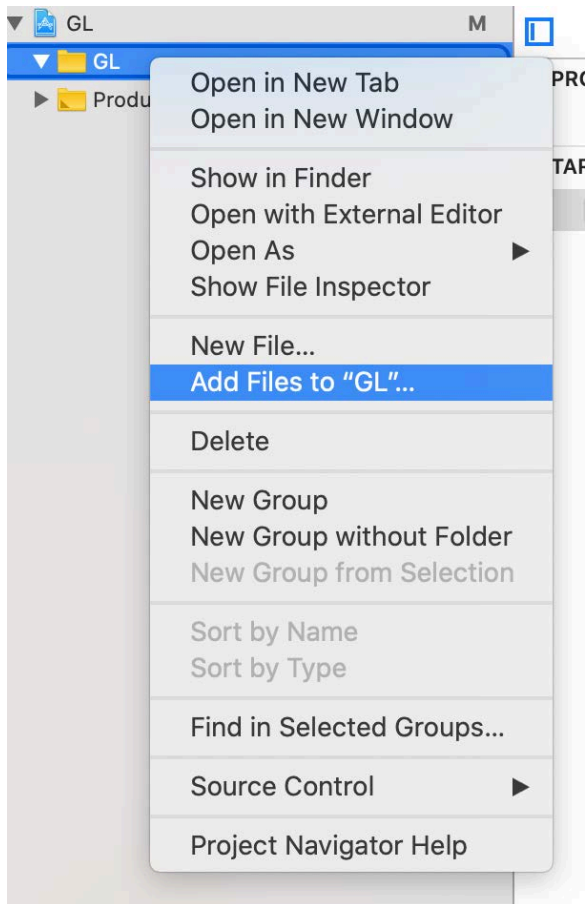 GL
M
GL
Produ
PRO
TAR
Open in New Tab
Open in New Window
Show in Finder
Open with External Editor
Open As
Show File Inspector
New File...
Add Files to “GL”...
Delete
New Group
New Group without Folder
New Group from Selection
Sort by Name
Sort by Type
Find in Selected Groups...
Source Control
Project Navigator Help